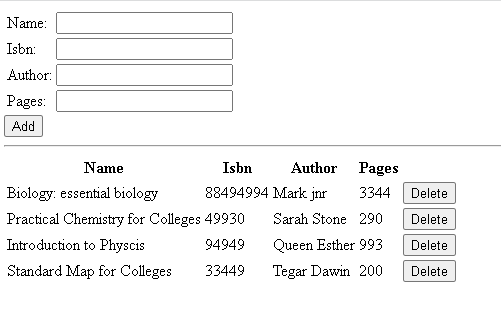 Name:
Isbn:
Author:
Pages:
Add
Name Isbn Author Pages
Biology: essential biology 88494994 Mark jnr 3344 Delete
Practical Chemistry for Colleges 49930 Sarah Stone 290 Delete
Introduction to Physcis 94949 Queen Esther 993 Delete
Standard Map for Colleges 33449 Tegar Dawin 200 Delete